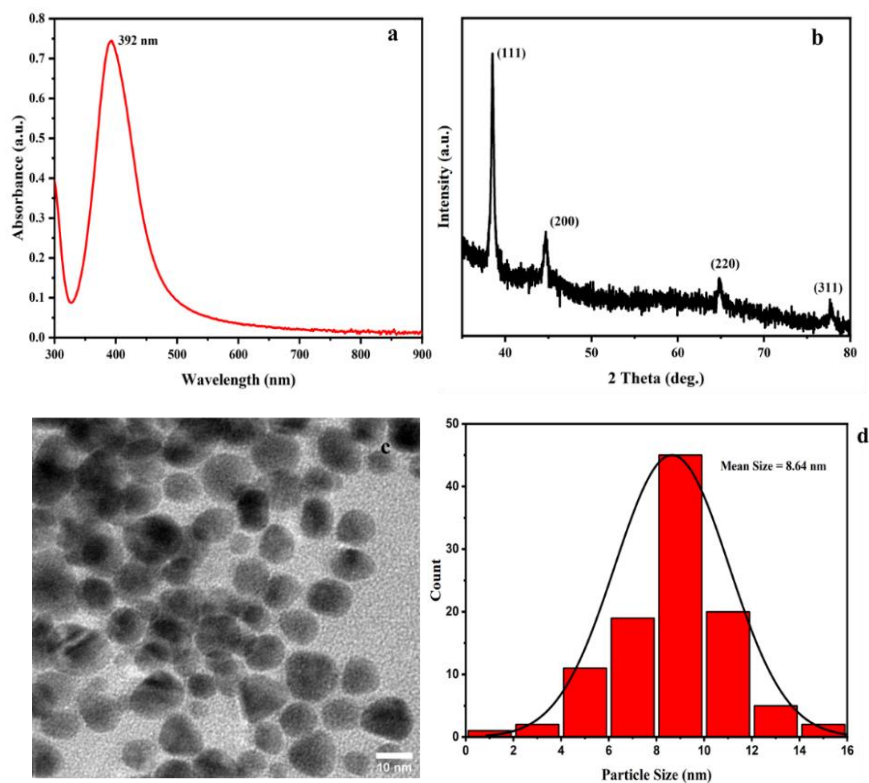 a
392 nm
0.8
0.7
0.6
0.5
0.4
0.3
0.2
0.1
0.0
Absorbance (a.u.)
300 400 500 600 700 800 900
Wavelength (nm)
b
(111)
(200)
(220)
(311)
Intensity (a.u.)
40 50 60 70 80
2 Theta (deg.)
c
10 nm
d
Mean Size = 8.64 nm
50
40
30
20
10
0
Count
0 2 4 6 8 10 12 14 16
Particle Size (nm)